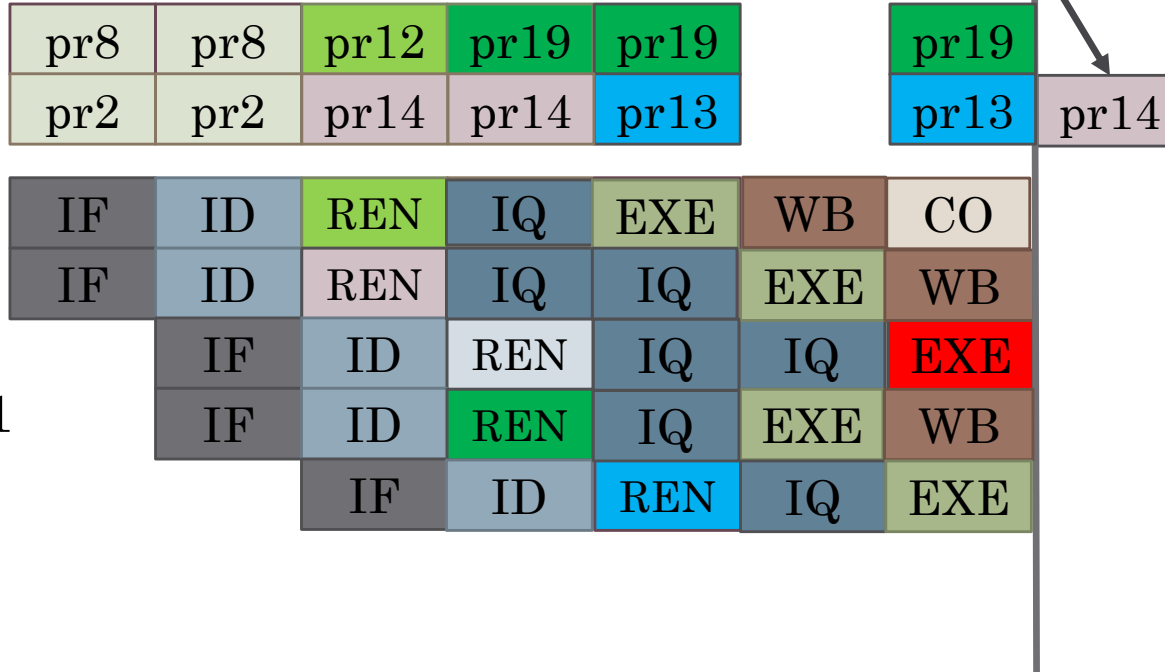 pr8 pr8 pr12 pr19 pr19 pr19
pr2 pr2 pr14 pr14 pr13 pr13 pr14
IF ID REN IQ EXE WB CO
IF ID REN IQ IQ EXE WB
IF ID REN IQ IQ EXE
1 IF ID REN IQ EXE WB
IF ID REN IQ EXE